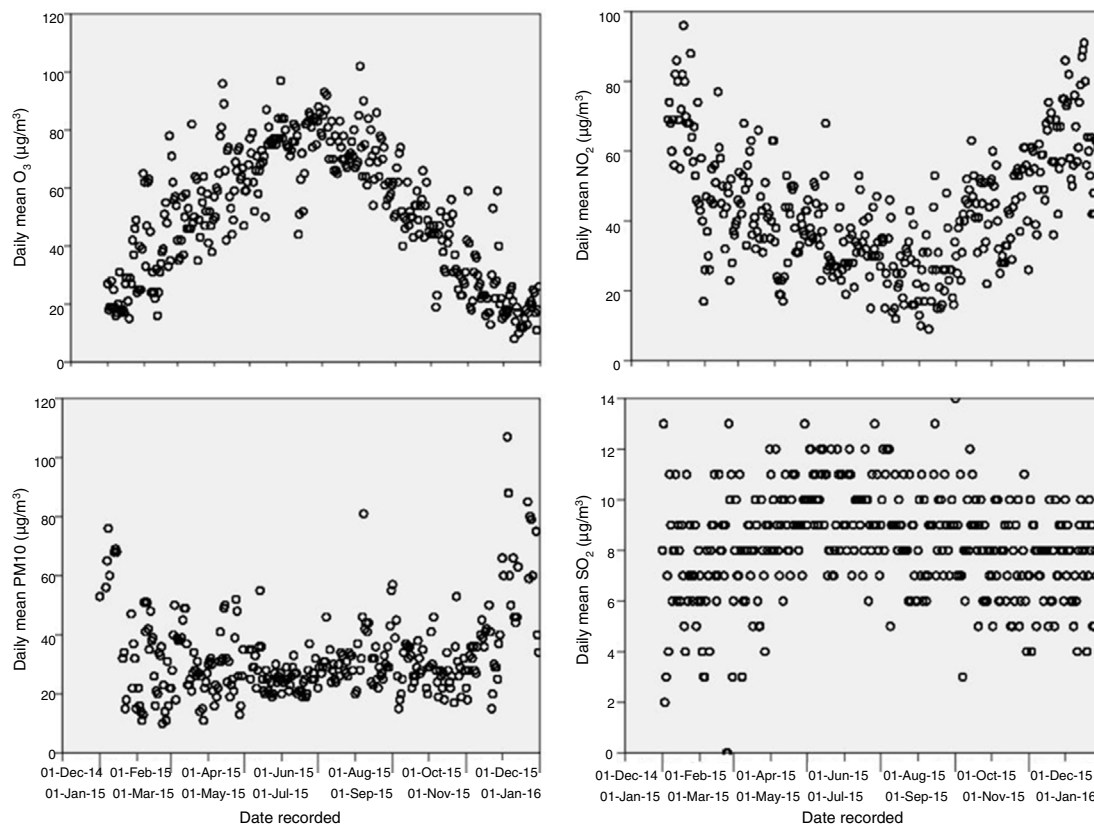 120
100
80
60
40
20
0
Daily mean O3 (µg/m³)
100
80
60
40
20
0
Daily mean NO2 (µg/m³)
120
100
80
60
40
20
0
Daily mean PM10 (µg/m³)
01-Dec-14 01-Feb-15 01-Apr-15 01-Jun-15 01-Aug-15 01-Oct-15 01-Dec-15
01-Jan-15 01-Mar-15 01-May-15 01-Jul-15 01-Sep-15 01-Nov-15 01-Jan-16
Date recorded
14
12
10
8
6
4
2
0
Daily mean SO2 (µg/m³)
01-Dec-14 01-Feb-15 01-Apr-15 01-Jun-15 01-Aug-15 01-Oct-15 01-Dec-15
01-Jan-15 01-Mar-15 01-May-15 01-Jul-15 01-Sep-15 01-Nov-15 01-Jan-16
Date recorded